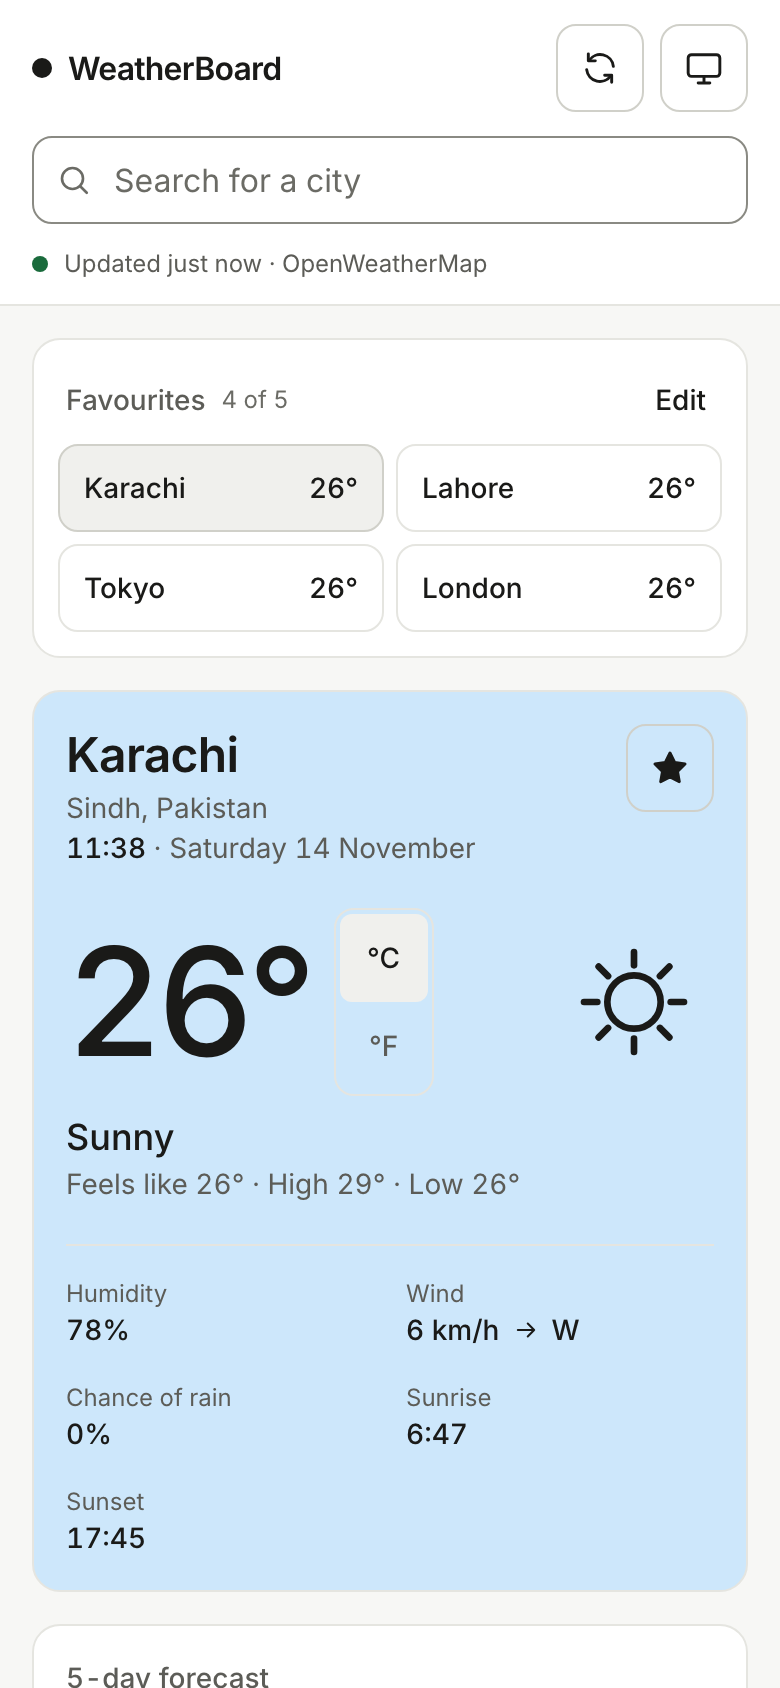 WeatherBoard
Search for a city
Updated just now · OpenWeatherMap
Favourites 4 of 5 Edit
Karachi 26° Lahore 26°
Tokyo 26° London 26°
Karachi
Sindh, Pakistan
11:38 · Saturday 14 November
26° °C
°F
Sunny
Feels like 26° · High 29° · Low 26°
Humidity Wind
78% 6 km/h → W
Chance of rain Sunrise
0% 6:47
Sunset
17:45
5-day forecast